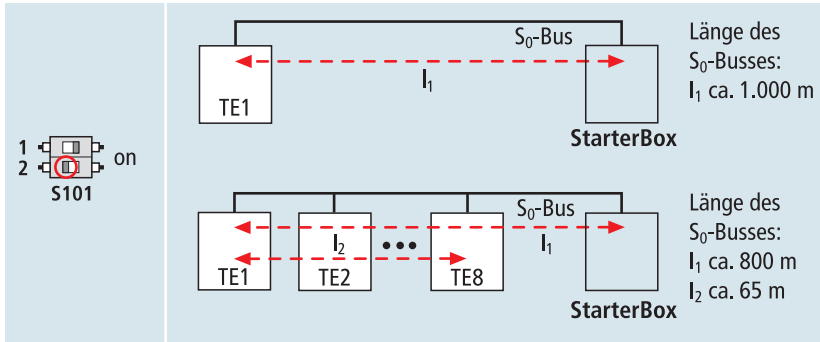 1
2
on
S101
S₀-Bus
l₁
TE1
StarterBox
Länge des
S₀-Busses:
l₁ ca. 1.000 m
S₀-Bus
l₂
l₁
TE1
TE2
TE8
StarterBox
Länge des
S₀-Busses:
l₁ ca. 800 m
l₂ ca. 65 m